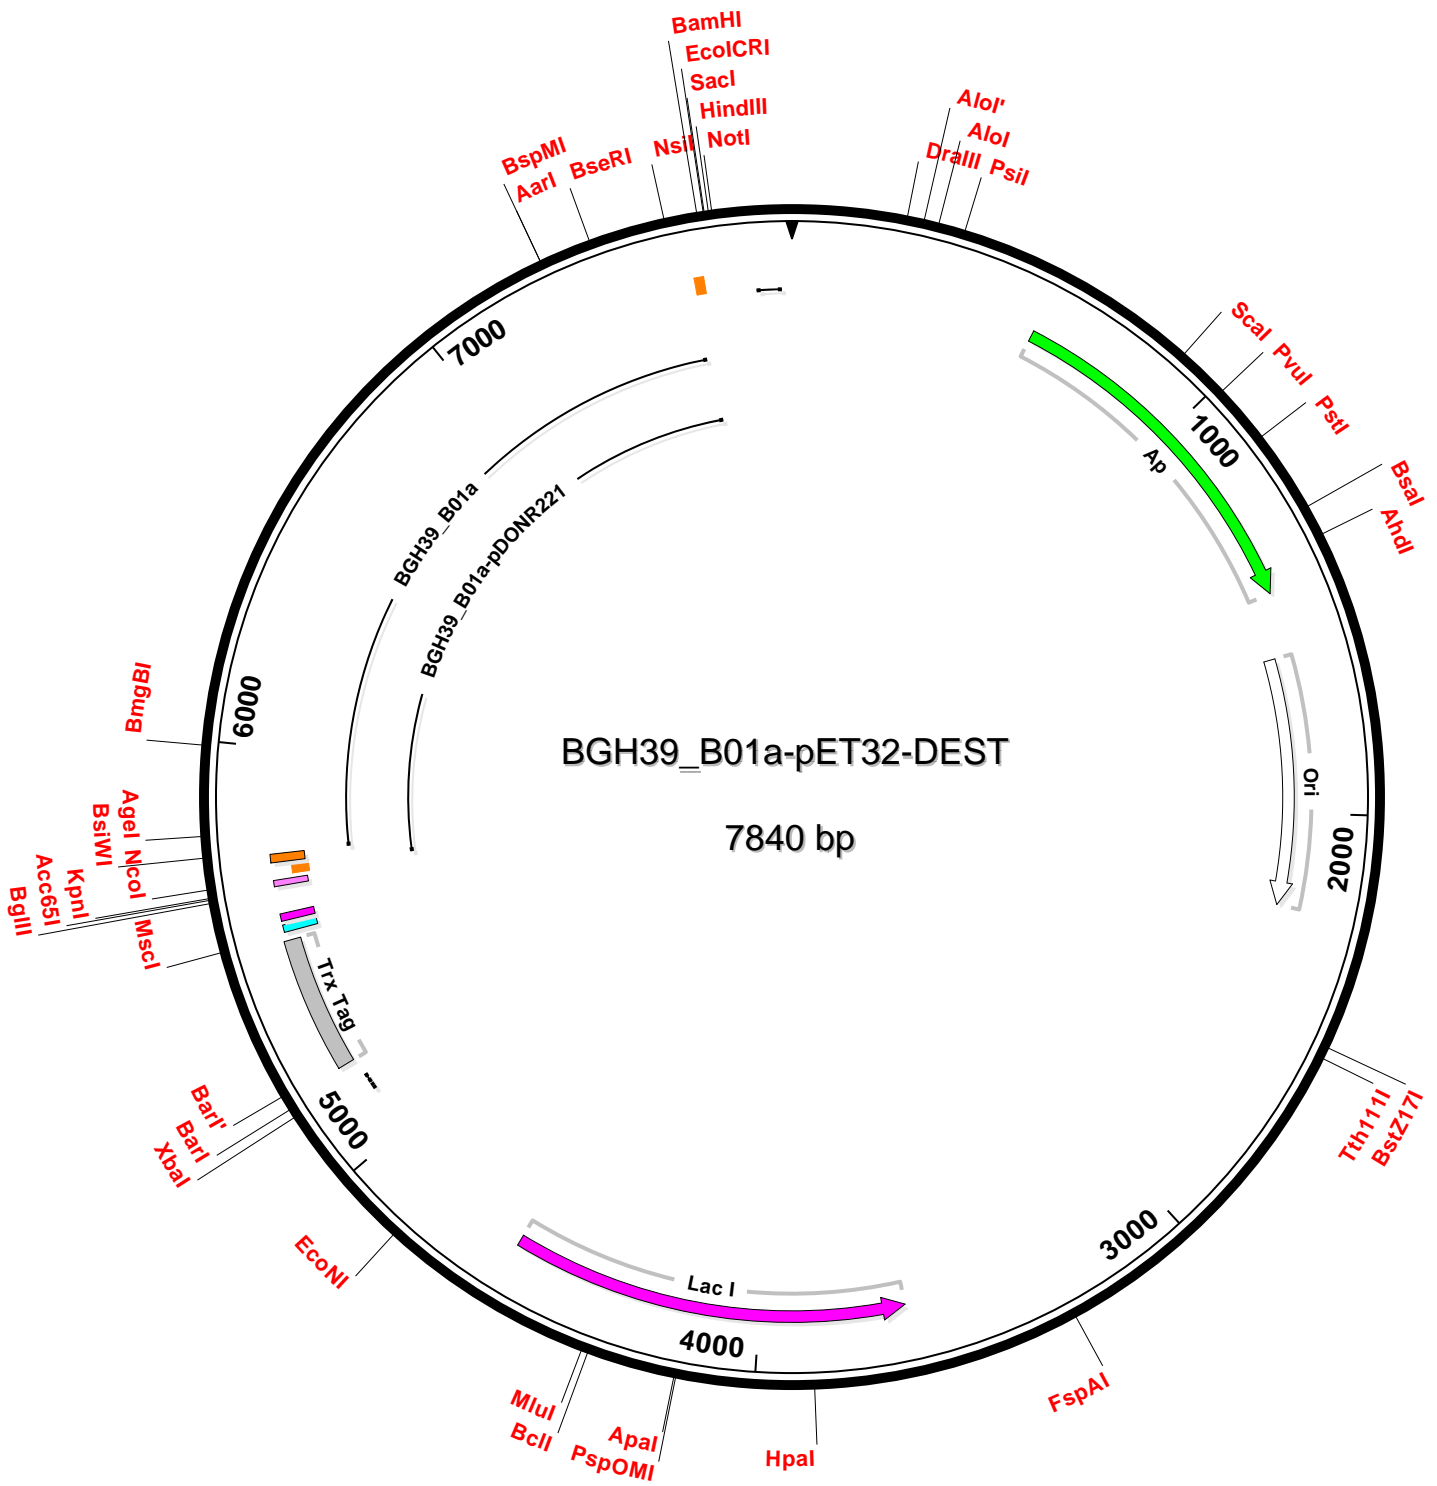 BamHI
EcoICRI
SacI
HindIII
NotI
NsiI
BseRI
BspMI
AarI
AloI'
AloI
DraIII
PsiI
ScaI
PvuI
PstI
BsaI
AhdI
7000
1000
Ap
BGH39_B01a
BGH39_B01a-pDONR221
6000
BmgBI
BGH39_B01a-pET32-DEST
7840 bp
Ori
2000
AgeI
BsiWI
NcoI
KpnI
Acc65I
BglII
MscI
Trx Tag
BarI'
BarI
XbaI
5000
EcoNI
Tth111I
BstZ17I
3000
Lac I
4000
MluI
BclI
ApaI
PspOMI
HpaI
FspAI